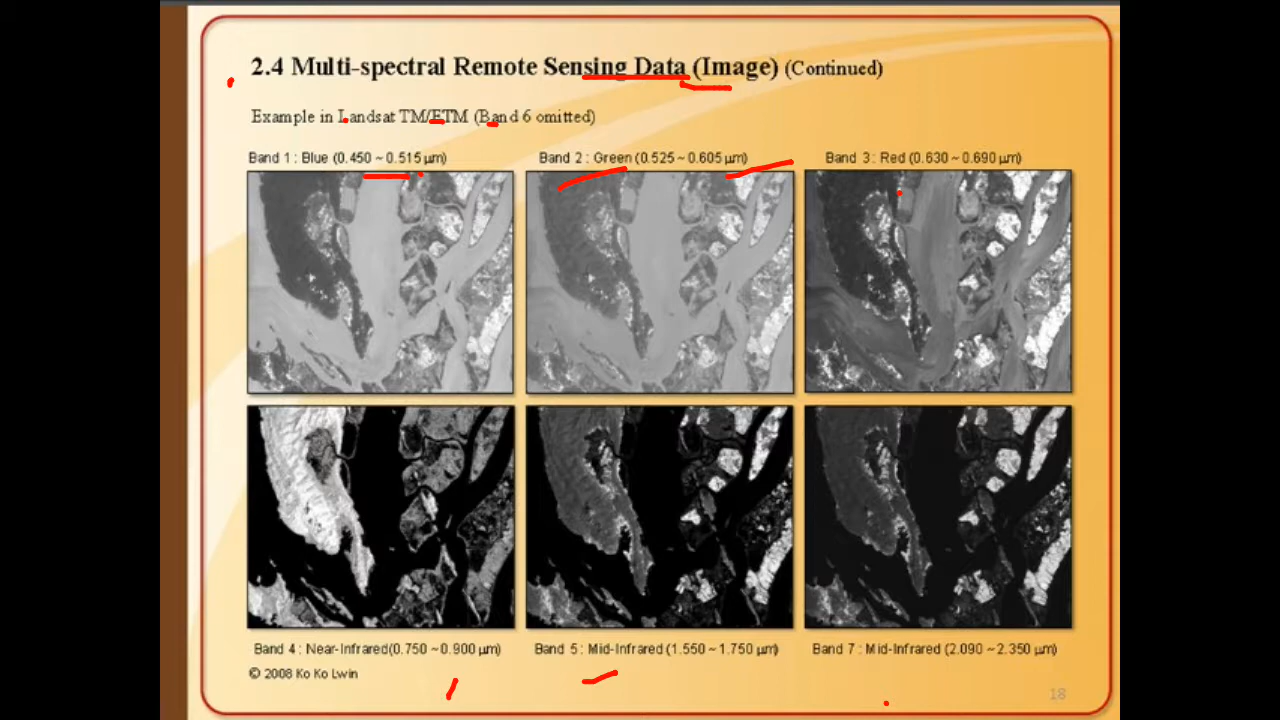 2.4 Multi-spectral Remote Sensing Data (Image) (Continued)
Example in Landsat TM/ETM (Band 6 omitted)
Band 1 : Blue (0.450 ~ 0.515 µm)
Band 2 : Green (0.525 ~ 0.605 µm)
Band 3 : Red (0.630 ~ 0.690 µm)
Band 4 : Near-Infrared(0.750 ~ 0.900 µm)
Band 5 : Mid-Infrared (1.550 ~ 1.750 µm)
Band 7 : Mid-Infrared (2.090 ~ 2.350 µm)
© 2008 Ko Ko Lwin
18